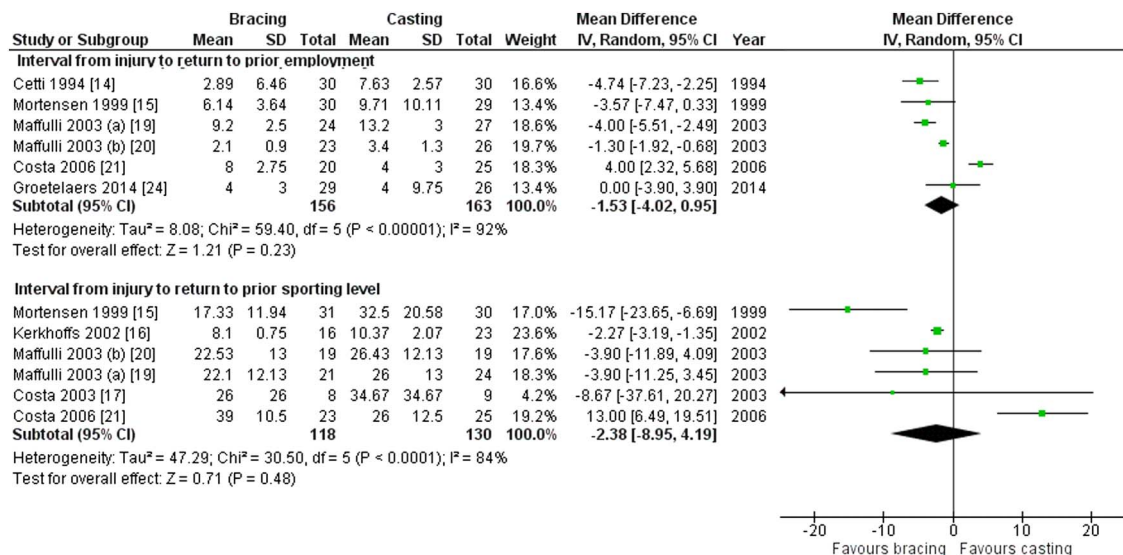 Bracing Casting Mean Difference Mean Difference
Study or Subgroup Mean SD Total Mean SD Total Weight IV, Random, 95% CI Year IV, Random, 95% CI
Interval from injury to return to prior employment
Cetti 1994 [14] 2.89 6.46 30 7.63 2.57 30 16.6% -4.74 [-7.23, -2.25] 1994
Mortensen 1999 [15] 6.14 3.64 30 9.71 10.11 29 13.4% -3.57 [-7.47, 0.33] 1999
Maffulli 2003 (a) [19] 9.2 2.5 24 13.2 3 27 18.6% -4.00 [-5.51, -2.49] 2003
Maffulli 2003 (b) [20] 2.1 0.9 23 3.4 1.3 26 19.7% -1.30 [-1.92, -0.68] 2003
Costa 2006 [21] 8 2.75 20 4 3 25 18.3% 4.00 [2.32, 5.68] 2006
Groetelaers 2014 [24] 4 3 29 4 9.75 26 13.4% 0.00 [-3.90, 3.90] 2014
Subtotal (95% CI) 156 163 100.0% -1.53 [-4.02, 0.95]
Heterogeneity: Tau² = 8.08; Chi² = 59.40, df = 5 (P < 0.00001); I² = 92%
Test for overall effect: Z = 1.21 (P = 0.23)
Interval from injury to return to prior sporting level
Mortensen 1999 [15] 17.33 11.94 31 32.5 20.58 30 17.0% -15.17 [-23.65, -6.69] 1999
Kerkhoffs 2002 [16] 8.1 0.75 16 10.37 2.07 23 23.6% -2.27 [-3.19, -1.35] 2002
Maffulli 2003 (b) [20] 22.53 13 19 26.43 12.13 19 17.6% -3.90 [-11.89, 4.09] 2003
Maffulli 2003 (a) [19] 22.1 12.13 21 26 13 24 18.3% -3.90 [-11.25, 3.45] 2003
Costa 2003 [17] 26 26 8 34.67 34.67 9 4.2% -8.67 [-37.61, 20.27] 2003
Costa 2006 [21] 39 10.5 23 26 12.5 25 19.2% 13.00 [6.49, 19.51] 2006
Subtotal (95% CI) 118 130 100.0% -2.38 [-8.95, 4.19]
Heterogeneity: Tau² = 47.29; Chi² = 30.50, df = 5 (P < 0.0001); I² = 84%
Test for overall effect: Z = 0.71 (P = 0.48)
-20 -10 0 10 20
Favours bracing Favours casting